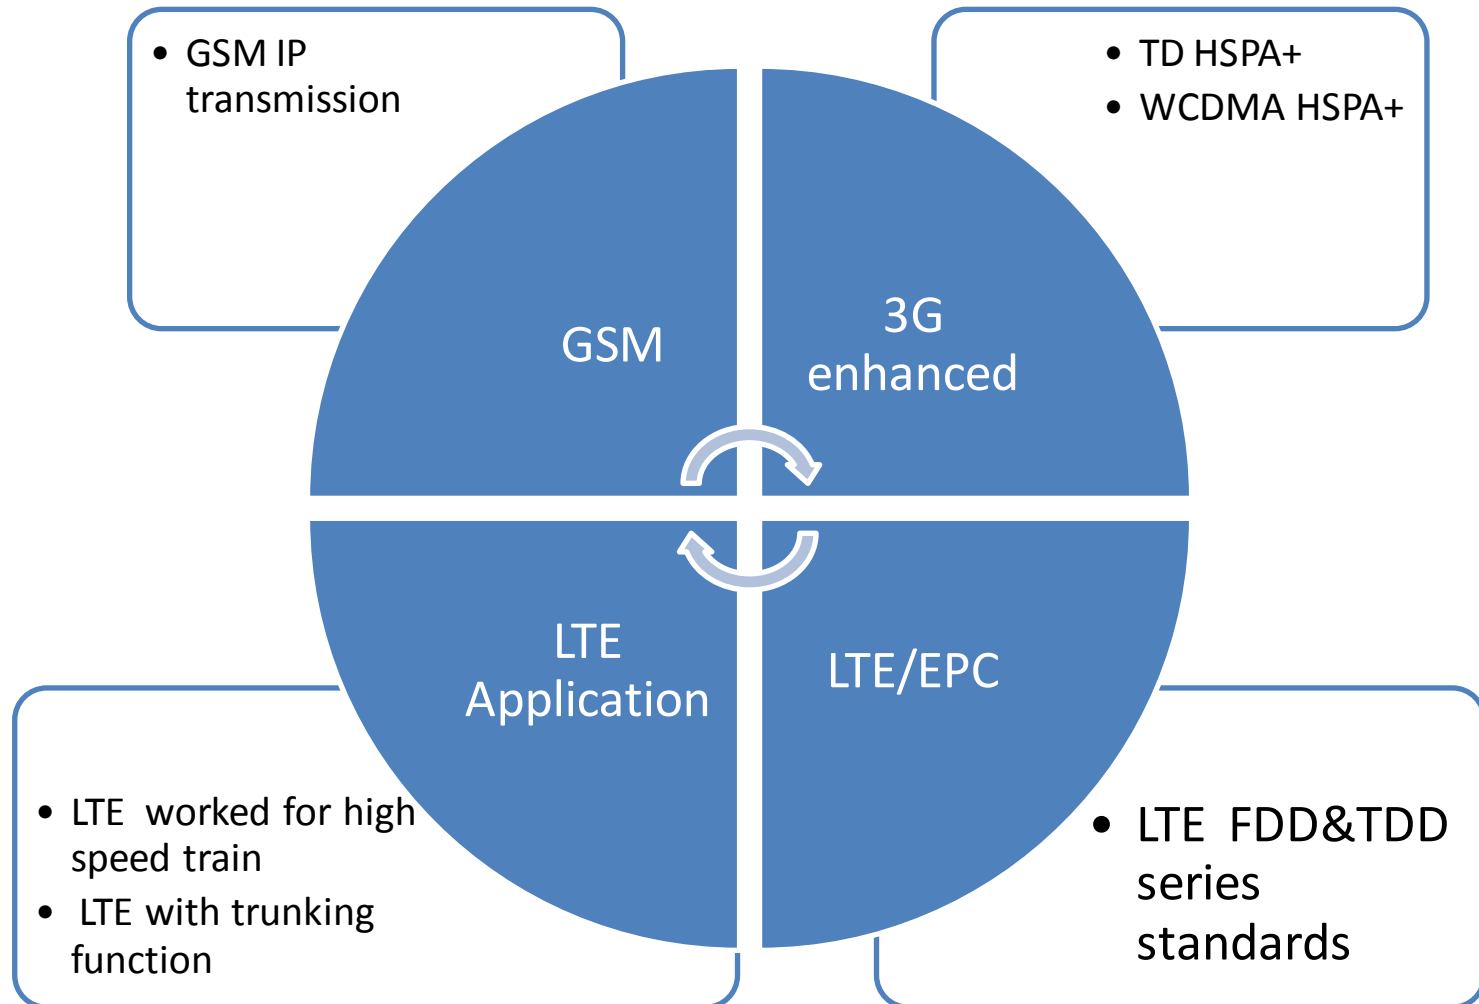 • GSM IP
transmission
• TD HSPA+
• WCDMA HSPA+
GSM
3G
enhanced
LTE
Application
LTE/EPC
• LTE worked for high
speed train
• LTE with trunking
function
• LTE FDD&TDD
series
standards